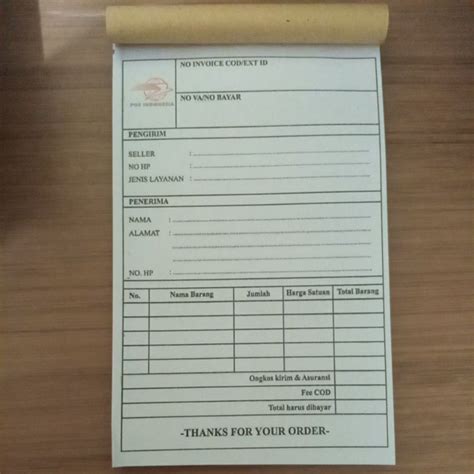 NO INVOICE COD/EXT ID
POS INDONESIA
NO VA/NO BAYAR
PENGIRIM
SELLER :
NO HP :
JENIS LAYANAN :
PENERIMA
NAMA :
ALAMAT :
NO. HP :
No. Nama Barang Jumlah Harga Satuan Total Barang
Ongkos kirim & Asuransi
Fee COD
Total harus dibayar
-THANKS FOR YOUR ORDER-